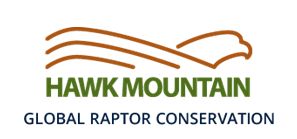 HAWK MOUNTAIN
GLOBAL RAPTOR CONSERVATION